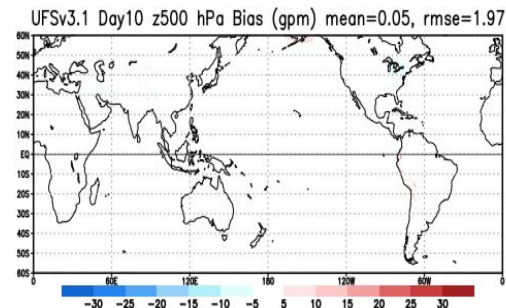 UFSv3.1 Day10 z500 hPa Bias (gpm) mean=0.05, rmse=1.97
60N
50N
40N
30N
20N
10N
EQ
10S
20S
30S
40S
50S
60S
0 60E 120E 180 120W 60W 0
-30 -25 -20 -15 -10 -5 5 10 15 20 25 30